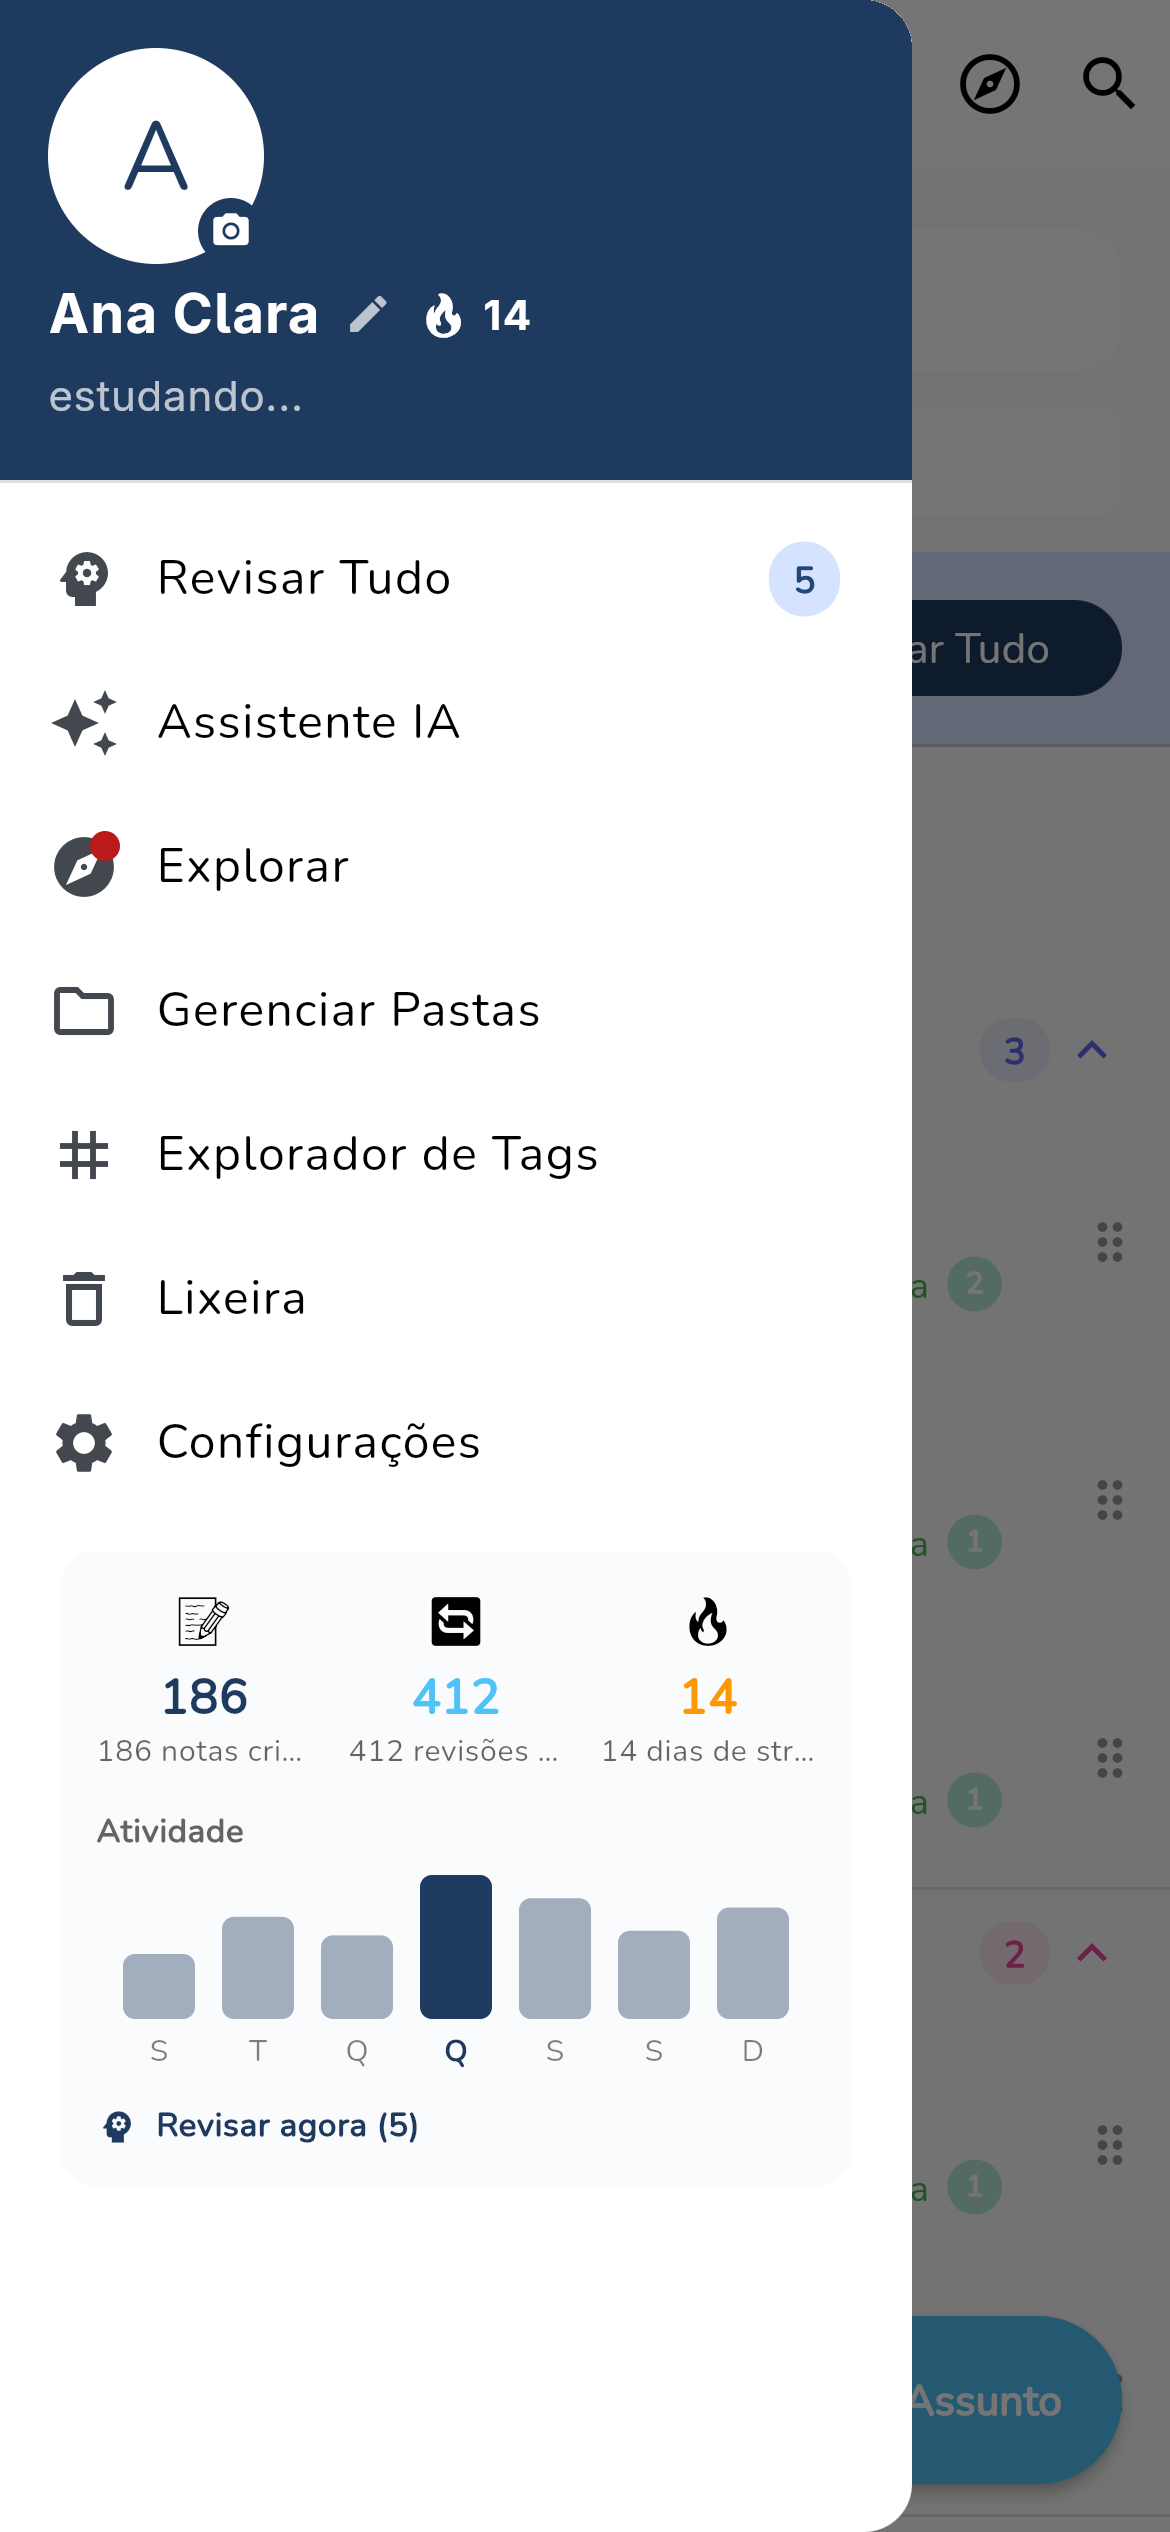 A
Ana Clara 14
estudando...
Revisar Tudo 5
ar Tudo
Assistente IA
Explorar
Gerenciar Pastas
3
Explorador de Tags
a 2
Lixeira
Configurações
a 1
186 412 14
186 notas cri... 412 revisões ... 14 dias de str...
a 1
Atividade
2
S T Q Q S S D
Revisar agora (5)
a 1
Assunto